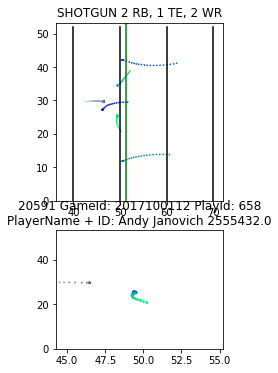 SHOTGUN 2 RB, 1 TE, 2 WR
50
40
30
20
10
0
40 50 60 70
GameId: 2017100112 PlayId: 658
PlayerName + ID: Andy Janovich 2555432.0
40
20
0
45.0 47.5 50.0 52.5 55.0